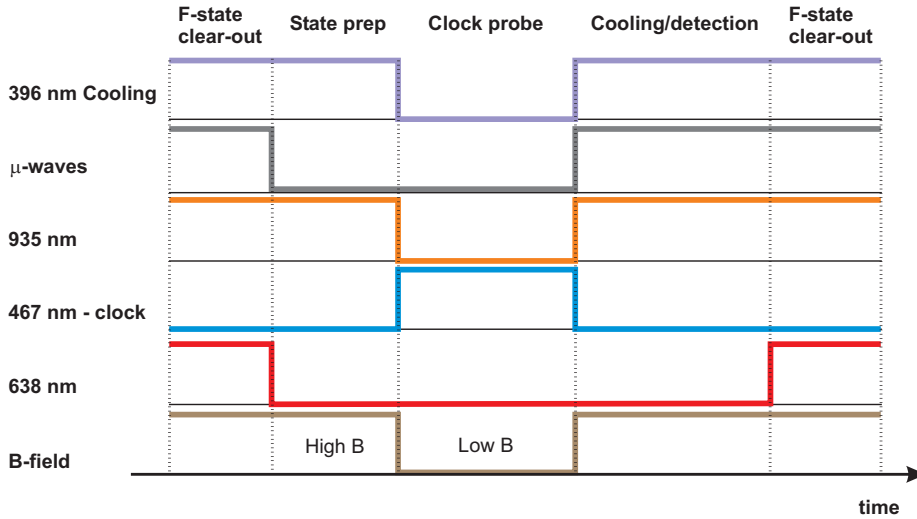 F-state clear-out
State prep
Clock probe
Cooling/detection
F-state clear-out
396 nm Cooling
μ-waves
935 nm
467 nm - clock
638 nm
High B
Low B
B-field
time